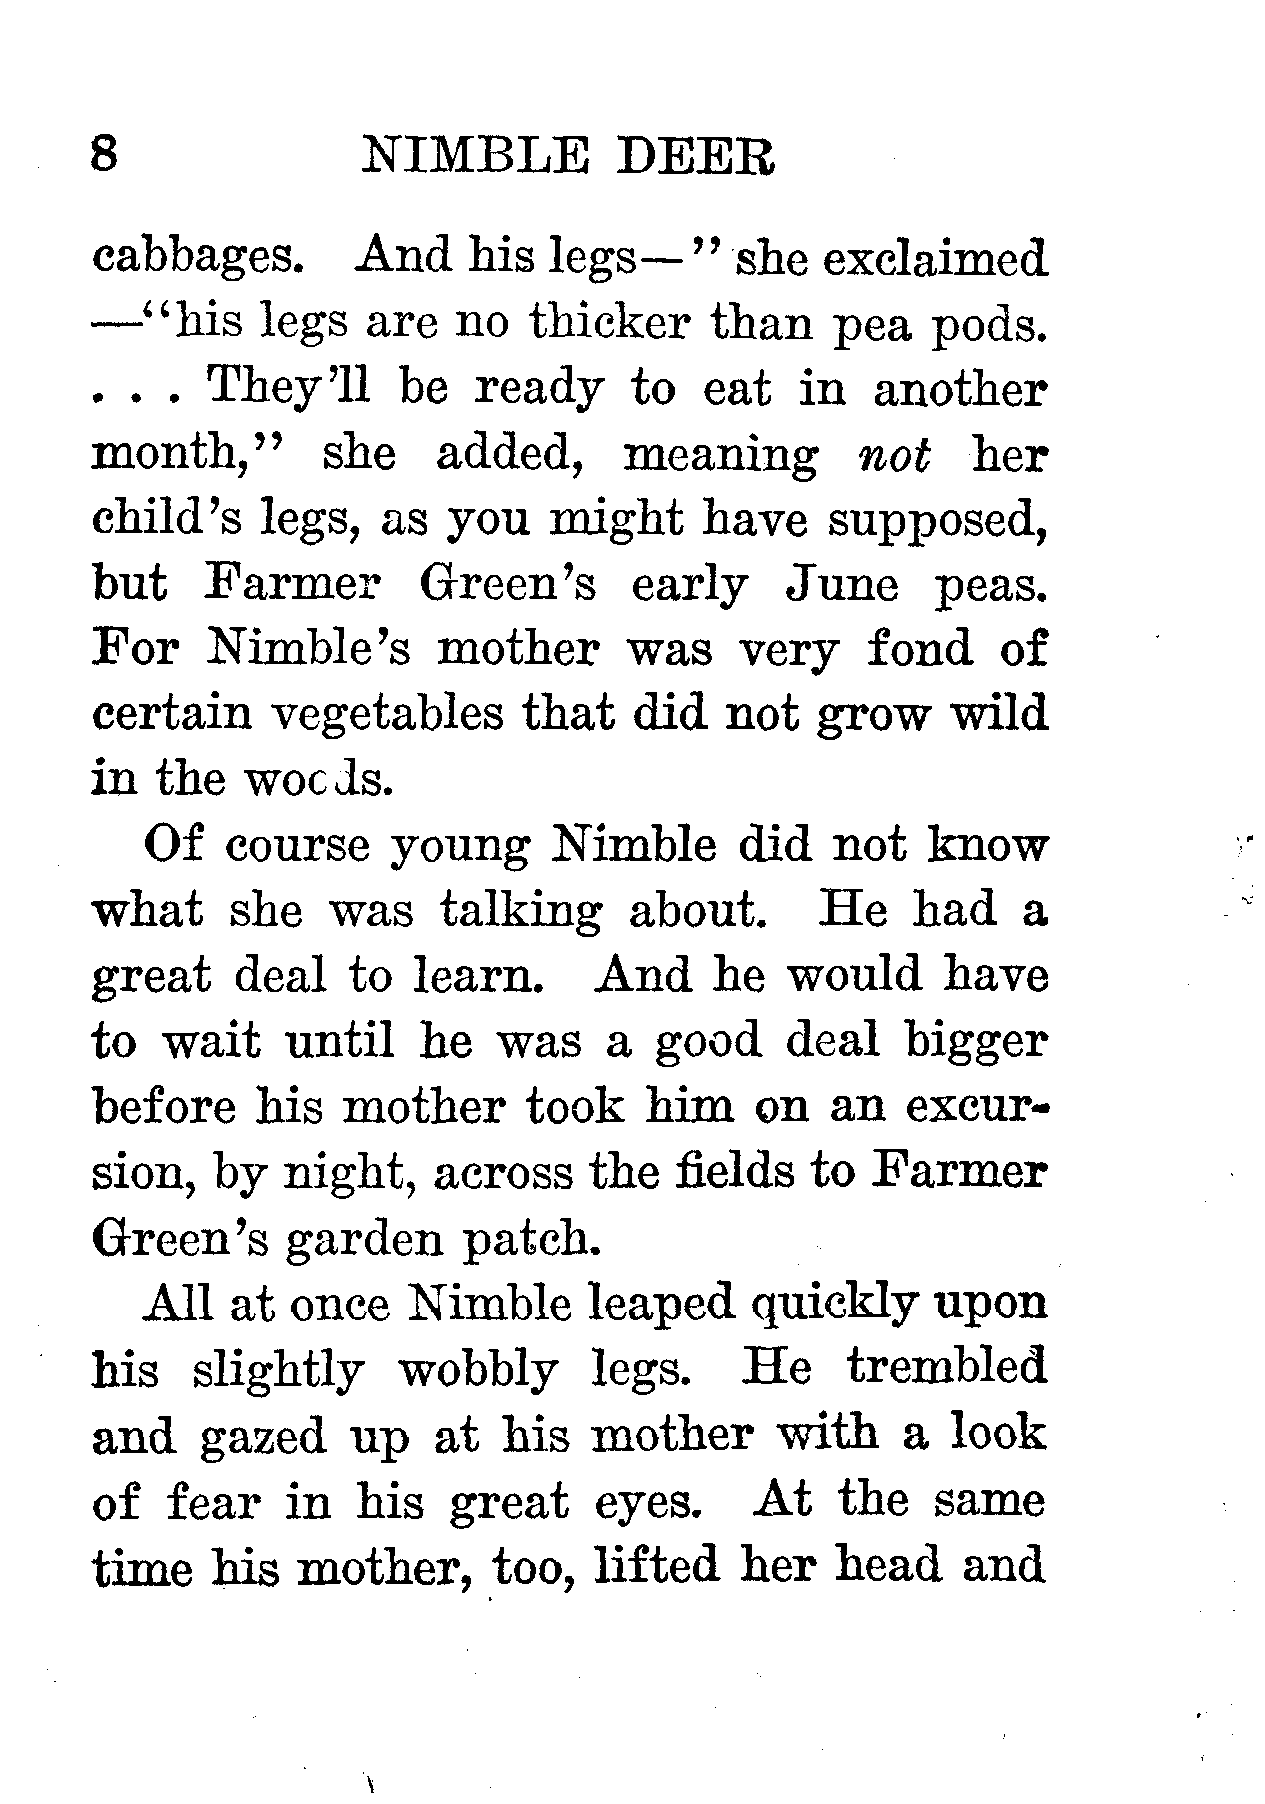 8 NIMBLE DEER
cabbages. And his legs—" she exclaimed
—"his legs are no thicker than pea pods.
. . . They'll be ready to eat in another
month," she added, meaning not her
child's legs, as you might have supposed,
but Farmer Green's early June peas.
For Nimble's mother was very fond of
certain vegetables that did not grow wild
in the woods.
Of course young Nimble did not know
what she was talking about. He had a
great deal to learn. And he would have
to wait until he was a good deal bigger
before his mother took him on an excur-
sion, by night, across the fields to Farmer
Green's garden patch.
All at once Nimble leaped quickly upon
his slightly wobbly legs. He trembled
and gazed up at his mother with a look
of fear in his great eyes. At the same
time his mother, too, lifted her head and